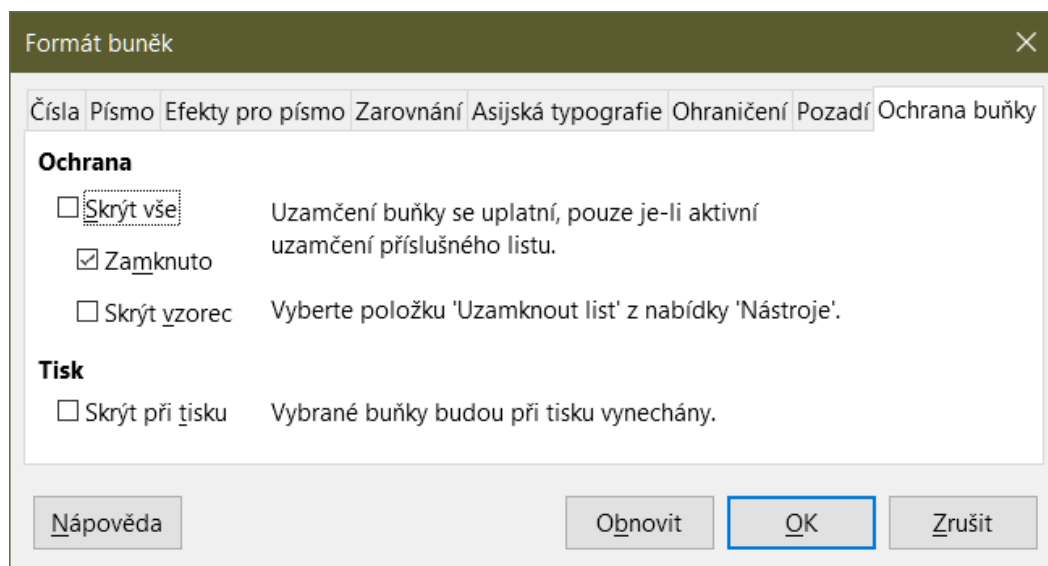 Formát buněk
Čísla Písmo Efekty pro písmo Zarovnání Asijská typografie Ohraničení Pozadí Ochrana buňky
Ochrana
Skrýt vše
Uzamčení buňky se uplatní, pouze je-li aktivní
uzamčení příslušného listu.
Zamknuto
Skrýt vzorec
Vyberte položku 'Uzamknout list' z nabídky 'Nástroje'.
Tisk
Skrýt při tisku
Vybrané buňky budou při tisku vynechány.
Nápověda
Obnovit
OK
Zrušit